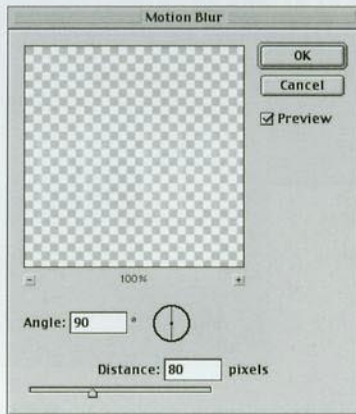 Motion Blur
OK
Cancel
Preview
- 100% +
Angle: 90 °
Distance: 80 pixels